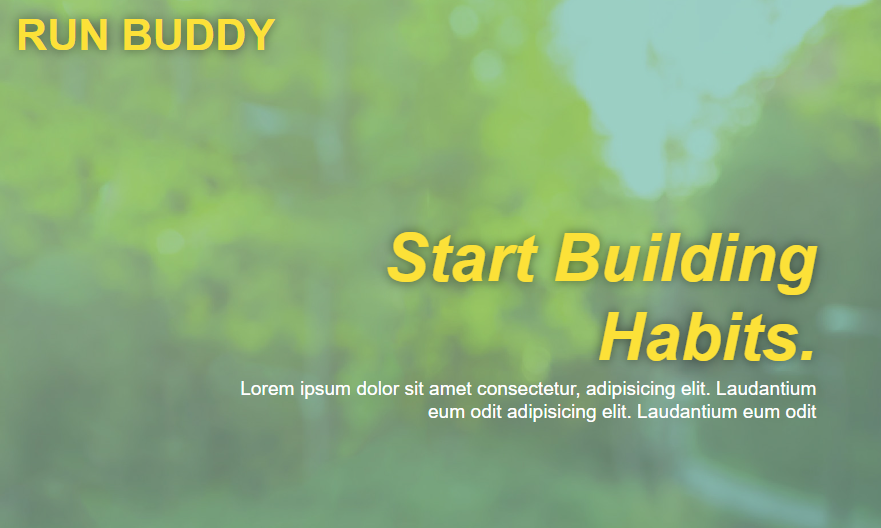 RUN BUDDY
Start Building
Habits.
Lorem ipsum dolor sit amet consectetur, adipisicing elit. Laudantium
eum odit adipisicing elit. Laudantium eum odit